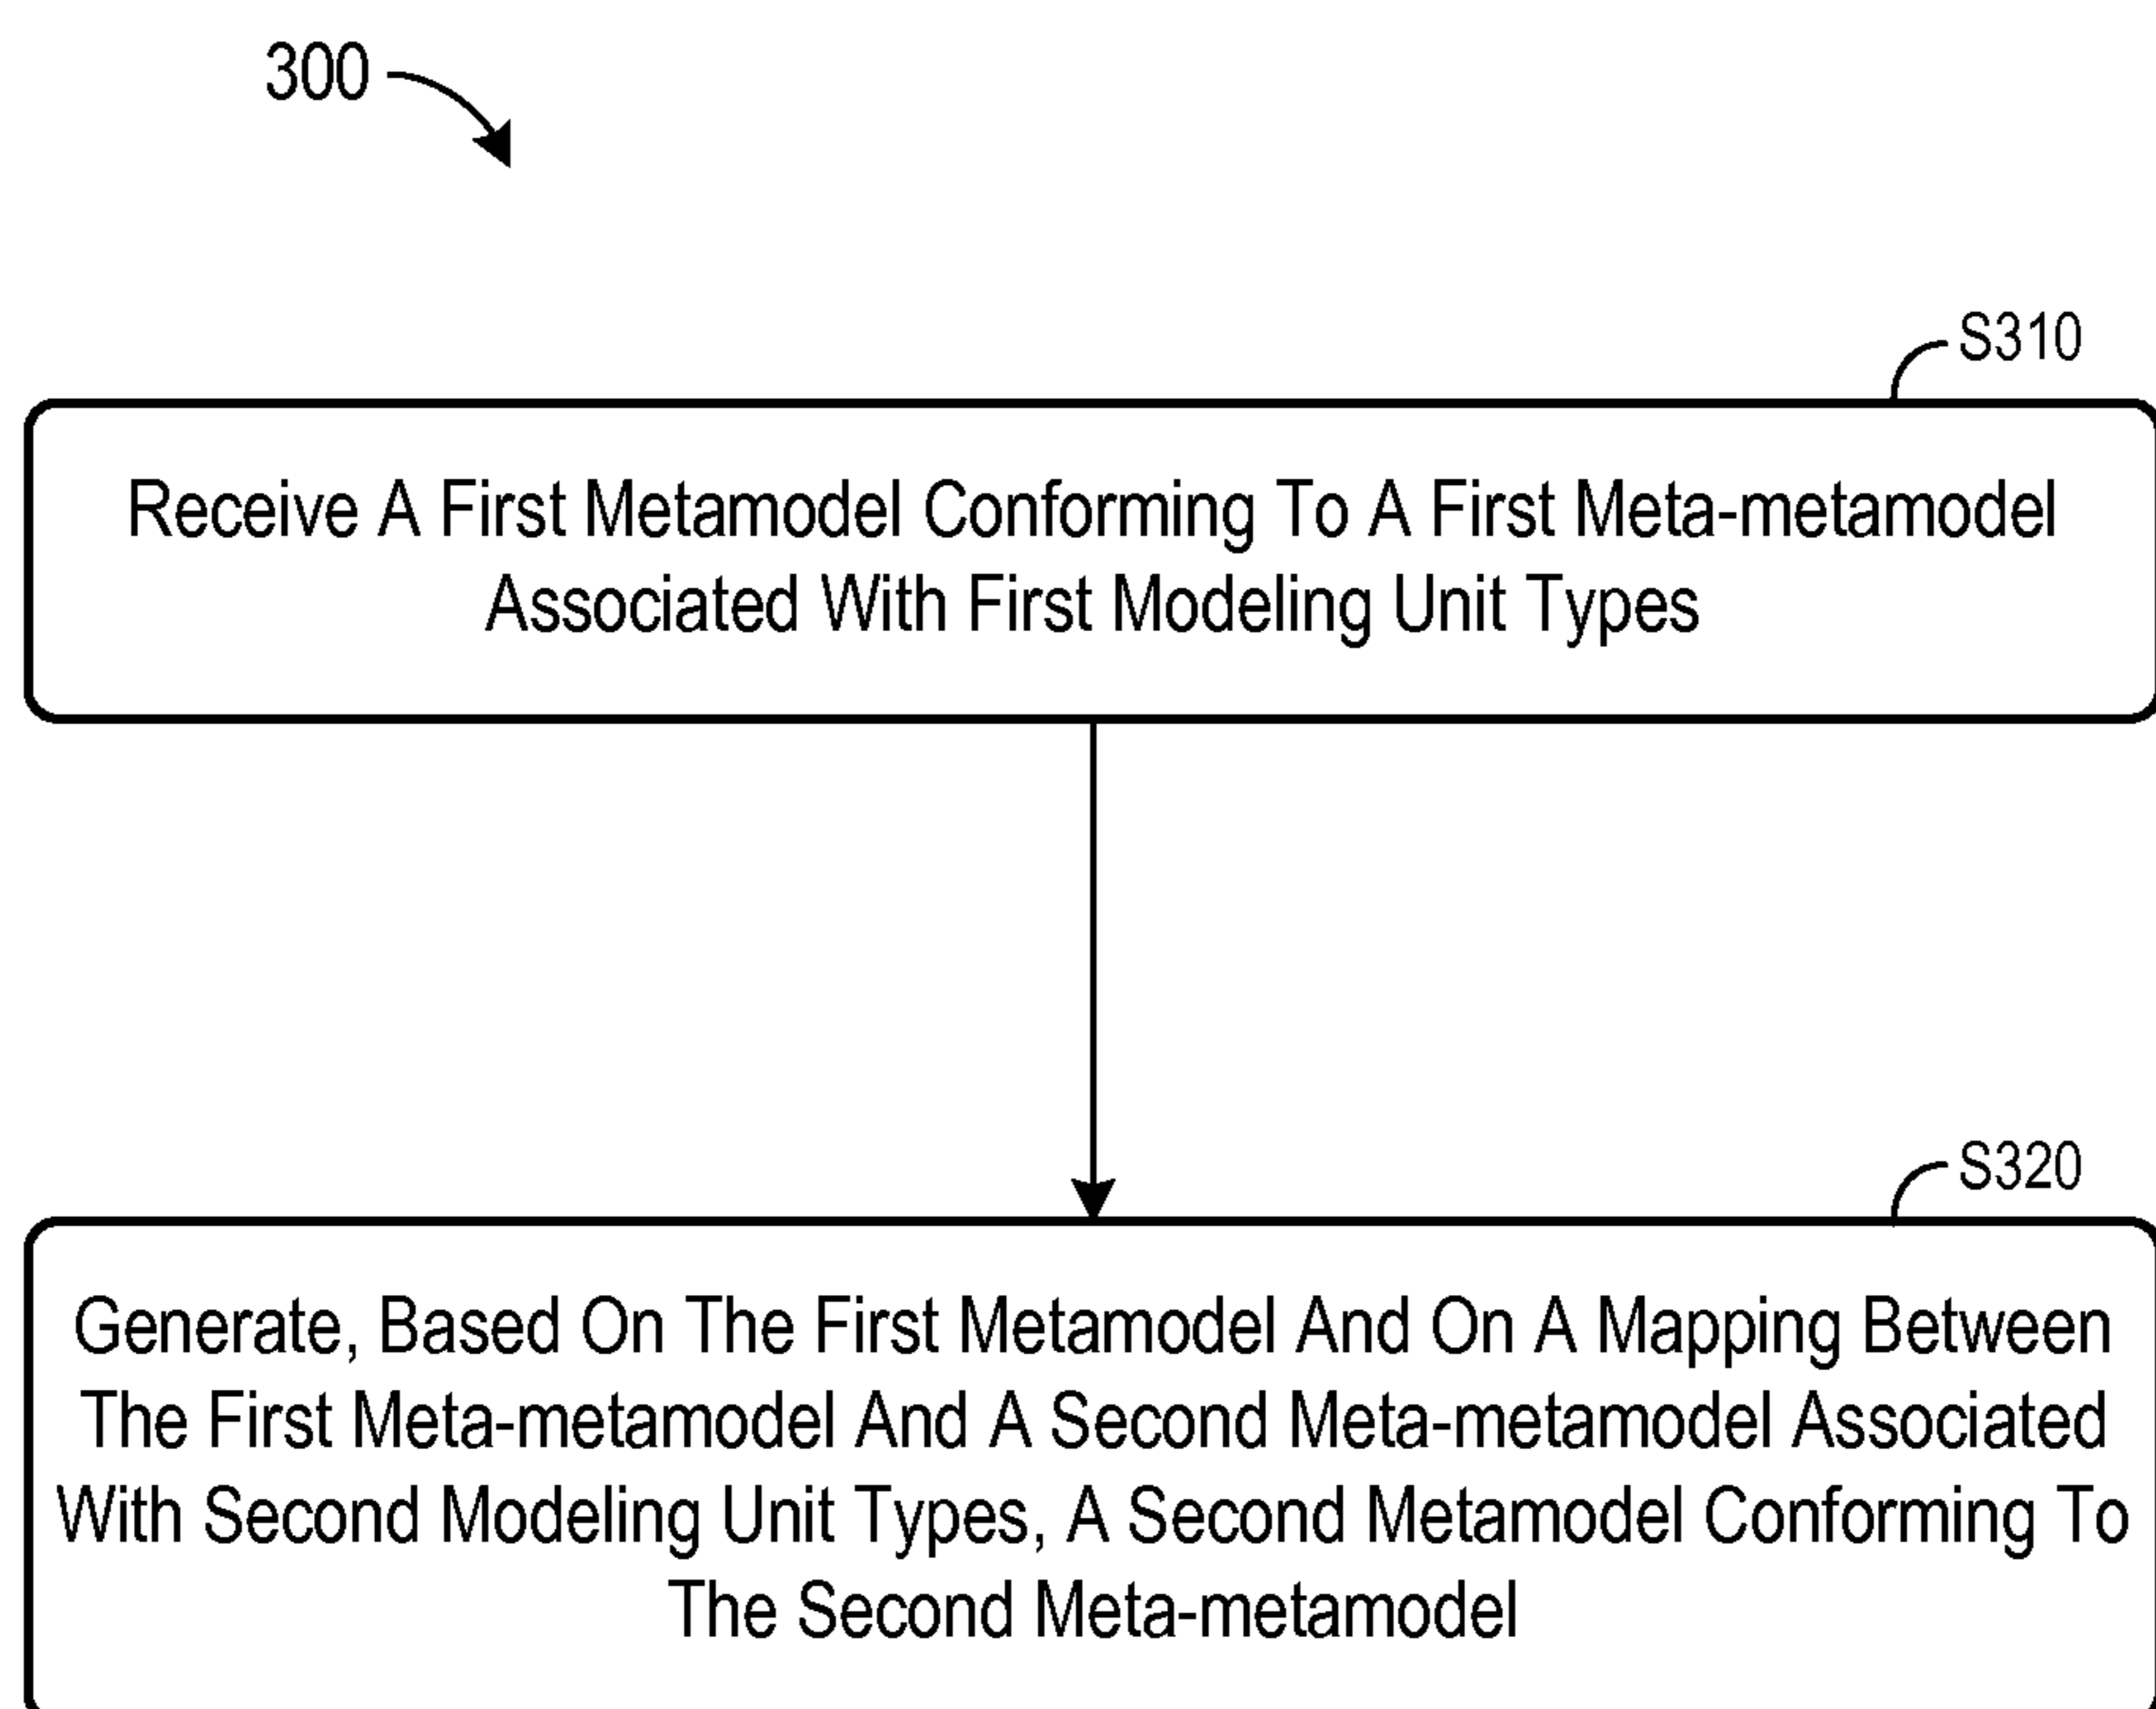 300
S310
Receive A First Metamodel Conforming To A First Meta-metamodel
Associated With First Modeling Unit Types
S320
Generate, Based On The First Metamodel And On A Mapping Between
The First Meta-metamodel And A Second Meta-metamodel Associated
With Second Modeling Unit Types, A Second Metamodel Conforming To
The Second Meta-metamodel